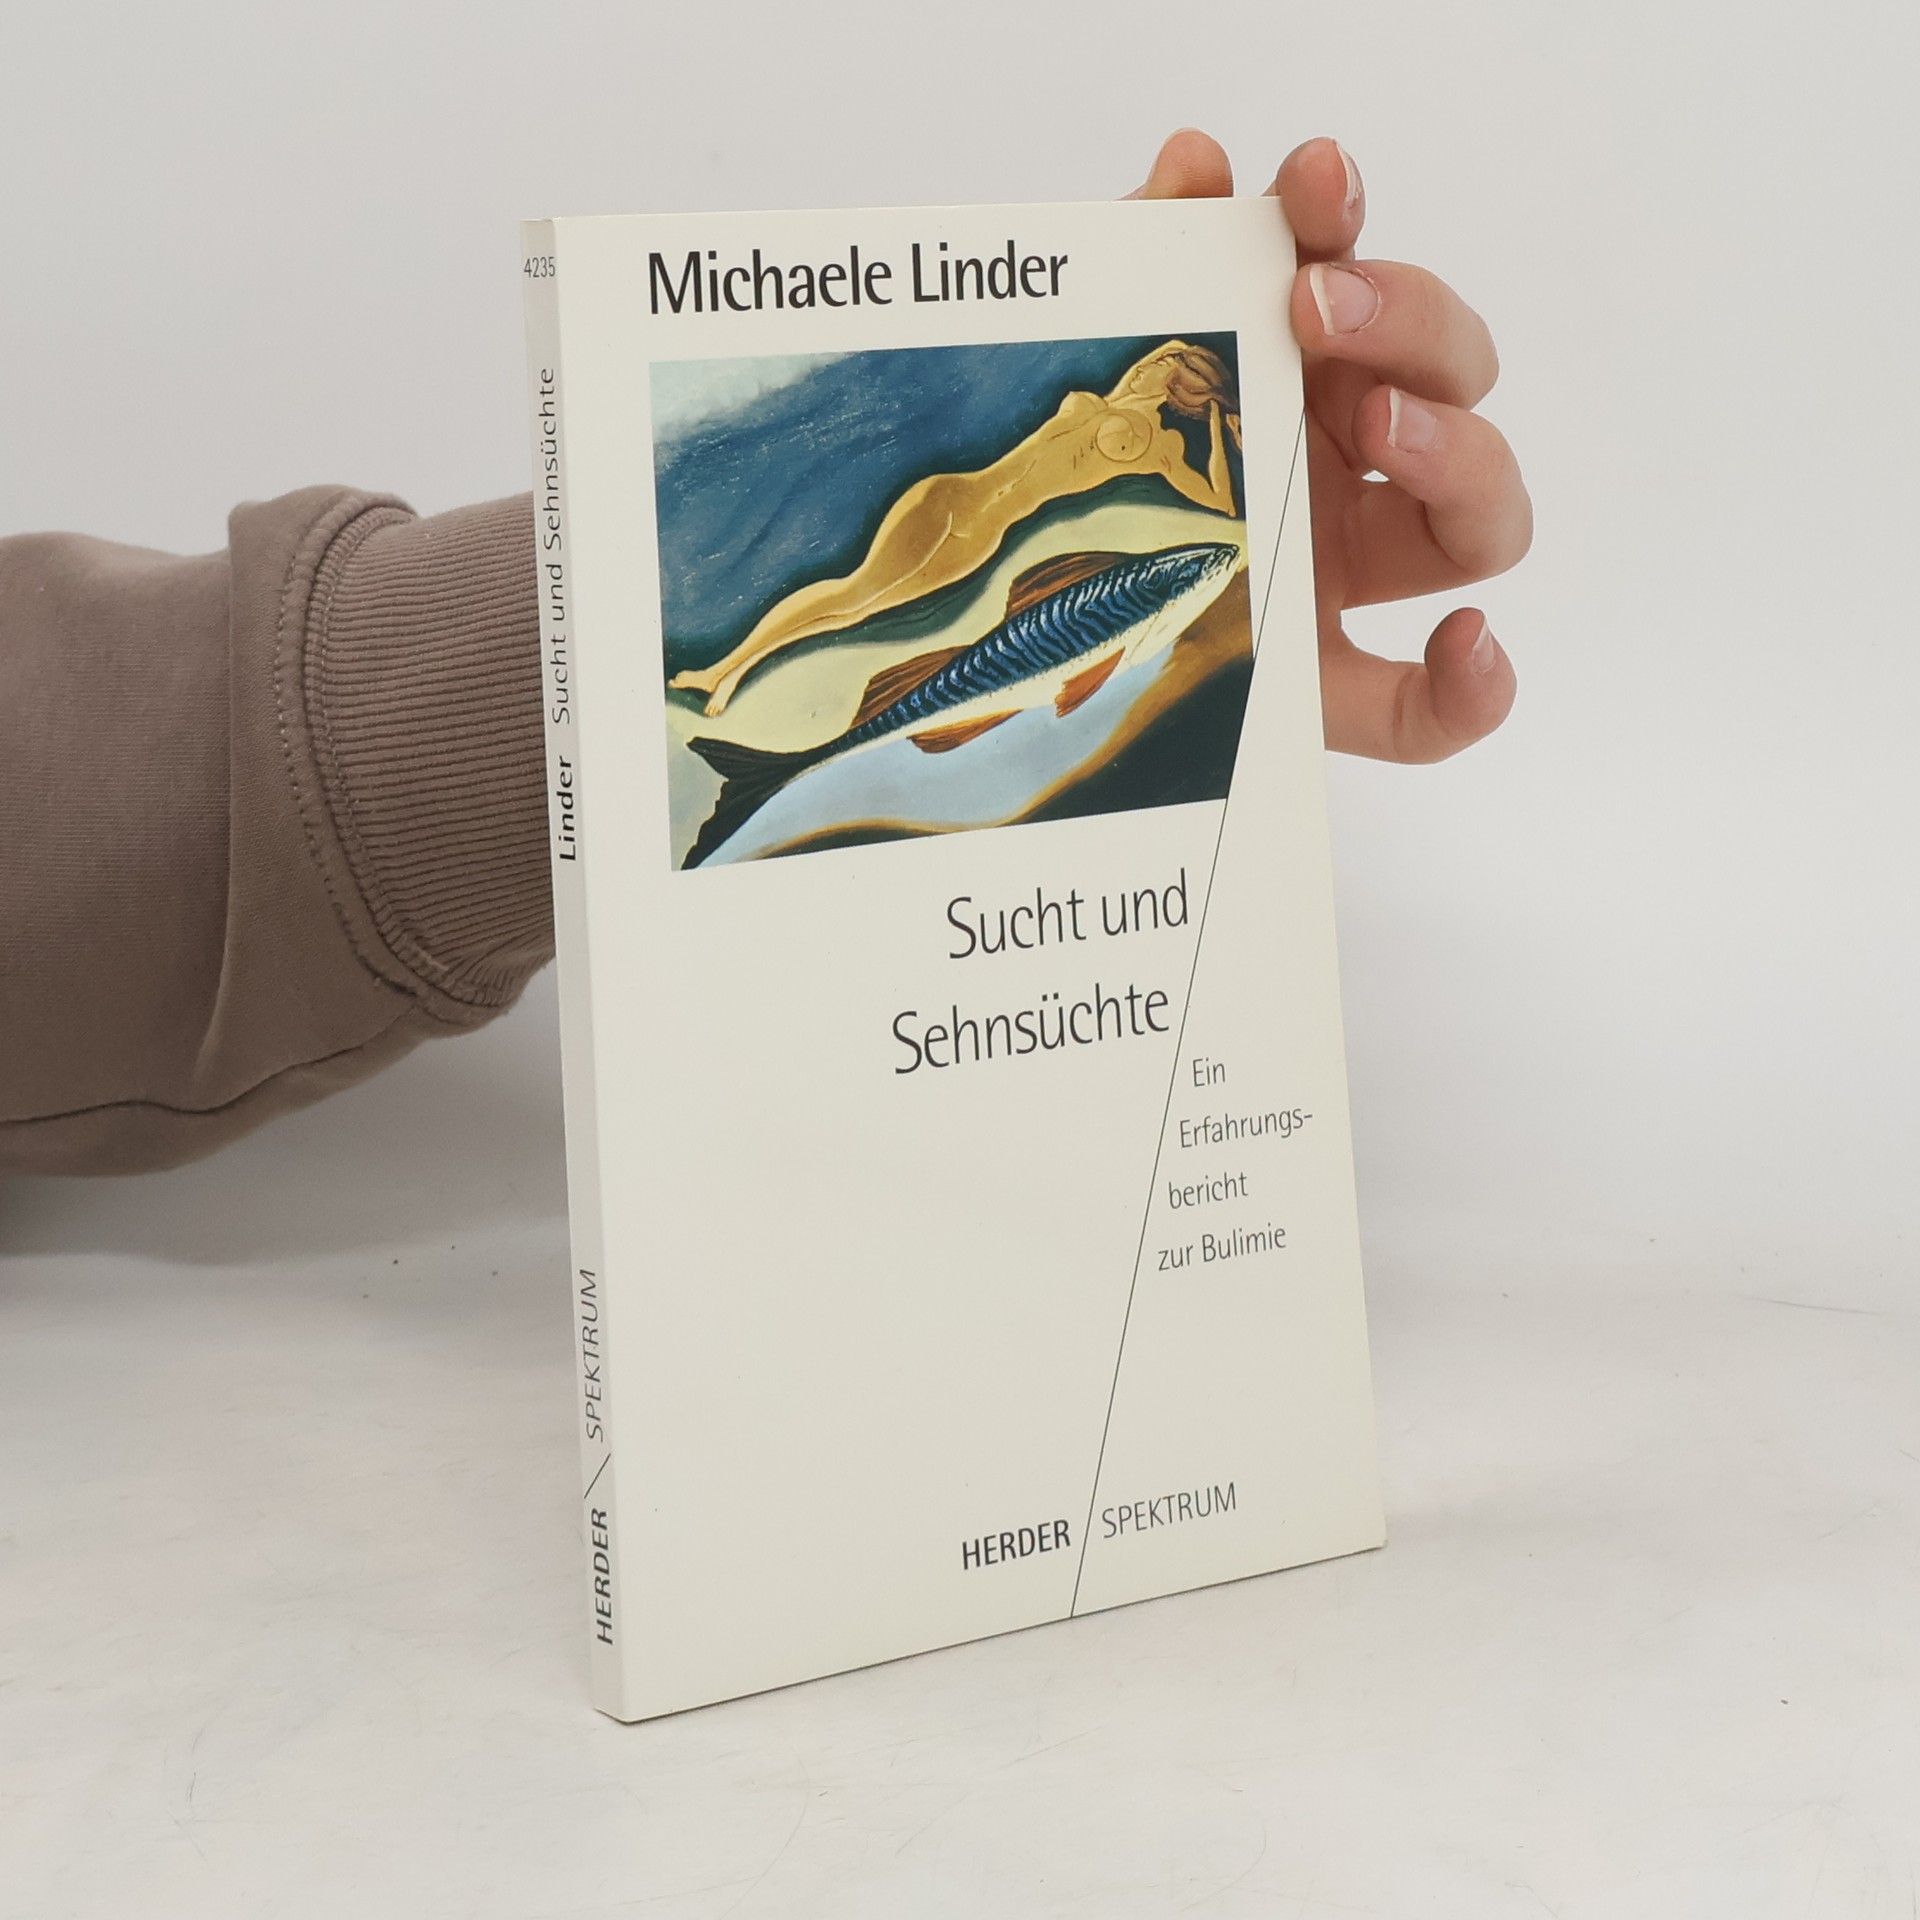 Michaele Linder
Sucht und
Sehnsüchte
Ein
Erfahrungs-
bericht
zur Bulimie
HERDER / SPEKTRUM
4235
Linder Sucht und Sehnsüchte
HERDER / SPEKTRUM